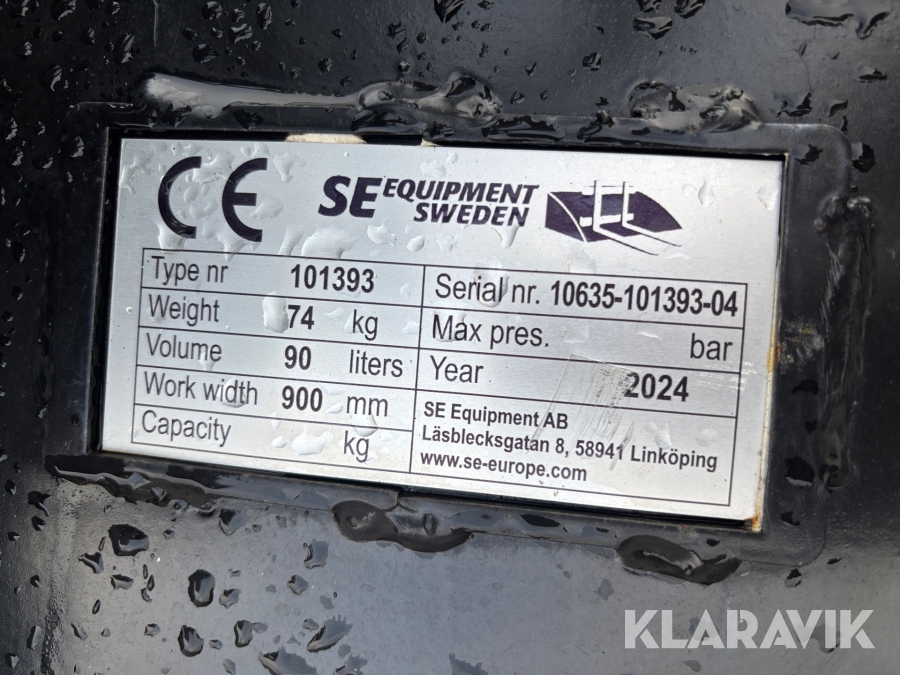 CE
SE EQUIPMENT
SWEDEN
Type nr 101393
Weight 74 kg
Volume 90 liters
Work width 900 mm
Capacity kg
Serial nr. 10635-101393-04
Max pres. bar
Year 2024
SE Equipment AB
Läsblecksgatan 8, 58941 Linköping
www.se-europe.com
KLARAVIK